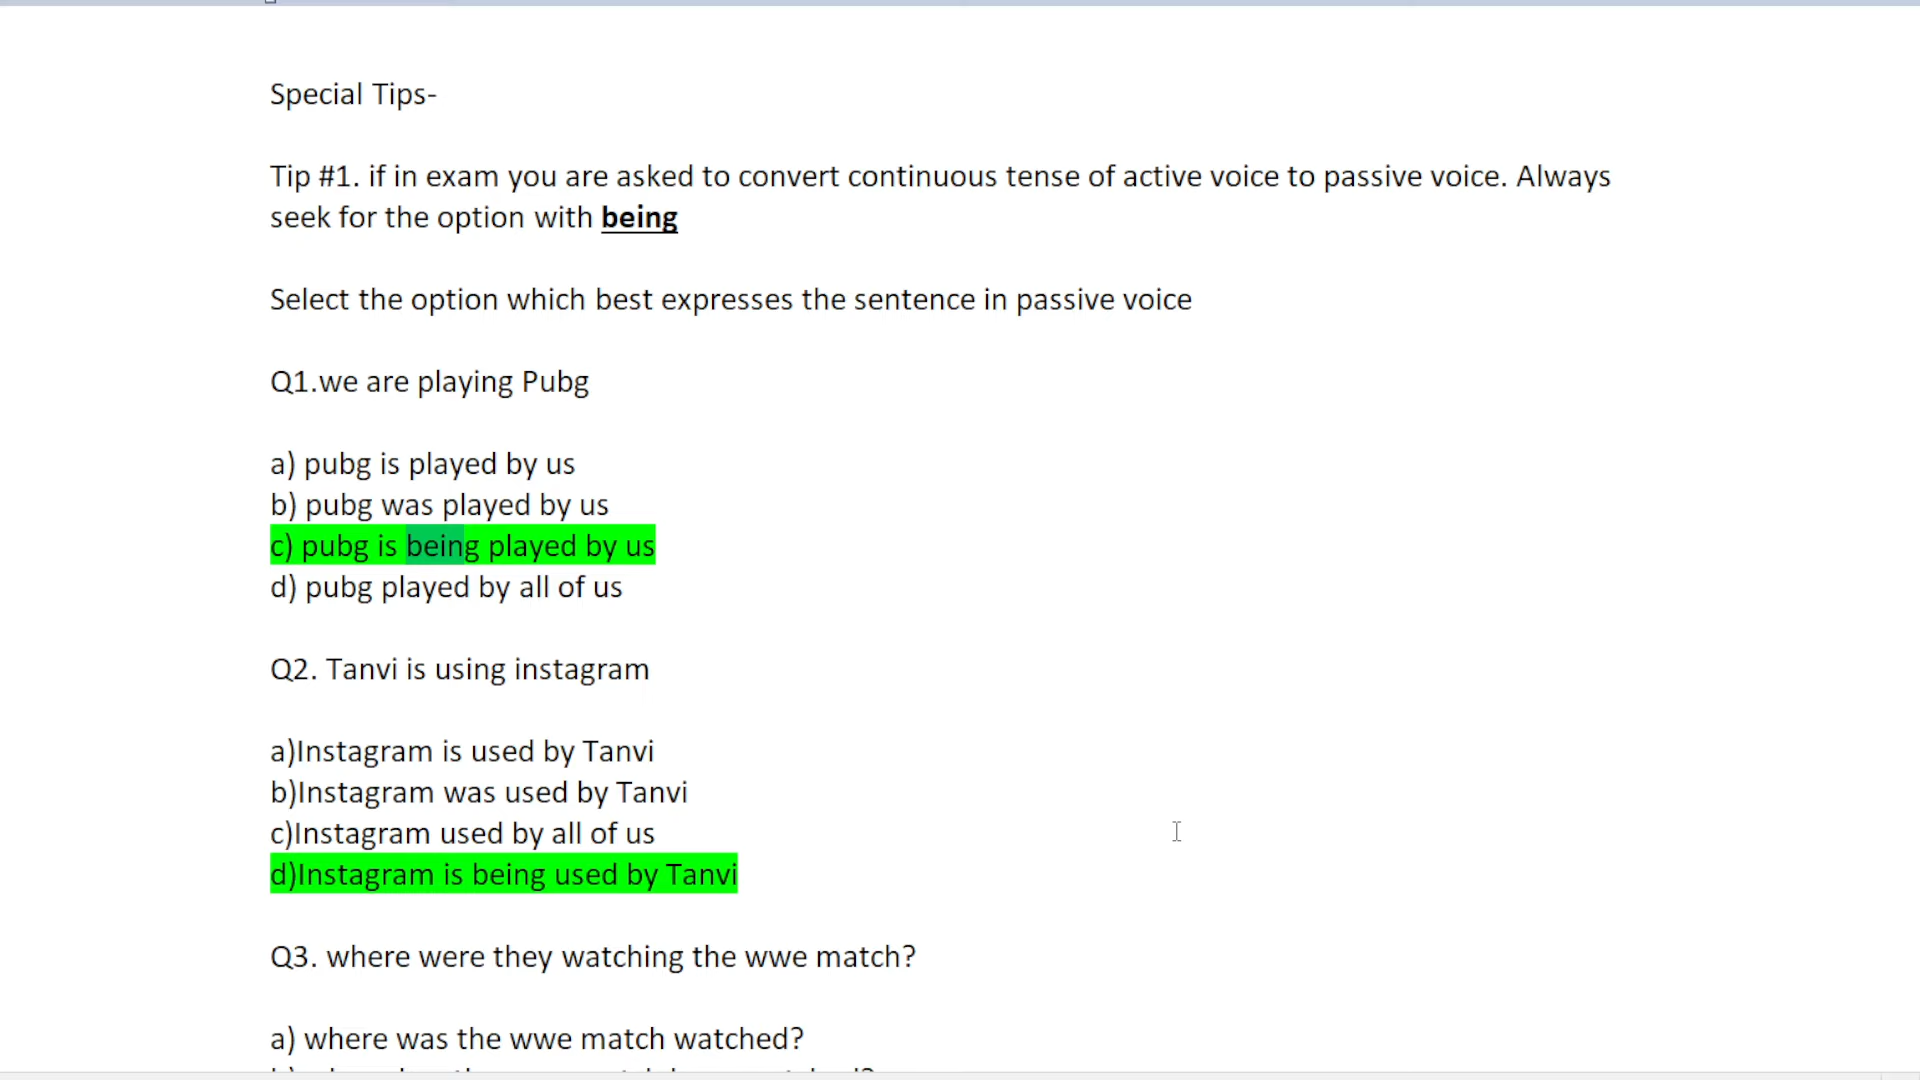 Special Tips-
Tip #1. if in exam you are asked to convert continuous tense of active voice to passive voice. Always
seek for the option with being
Select the option which best expresses the sentence in passive voice
Q1.we are playing Pubg
a) pubg is played by us
b) pubg was played by us
c) pubg is being played by us
d) pubg played by all of us
Q2. Tanvi is using instagram
a)Instagram is used by Tanvi
b)Instagram was used by Tanvi
c)Instagram used by all of us
d)Instagram is being used by Tanvi
Q3. where were they watching the wwe match?
a) where was the wwe match watched?